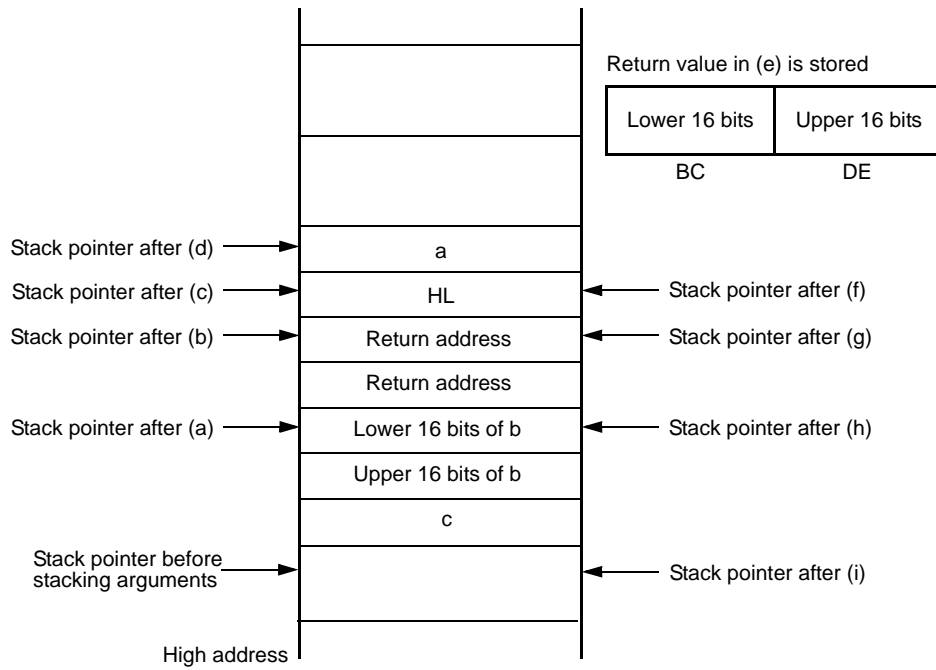 Return value in (e) is stored
Lower 16 bits
Upper 16 bits
BC
DE
Stack pointer after (d)
a
Stack pointer after (c)
HL
Stack pointer after (f)
Stack pointer after (b)
Return address
Stack pointer after (g)
Return address
Stack pointer after (a)
Lower 16 bits of b
Stack pointer after (h)
Upper 16 bits of b
c
Stack pointer before
stacking arguments
Stack pointer after (i)
High address